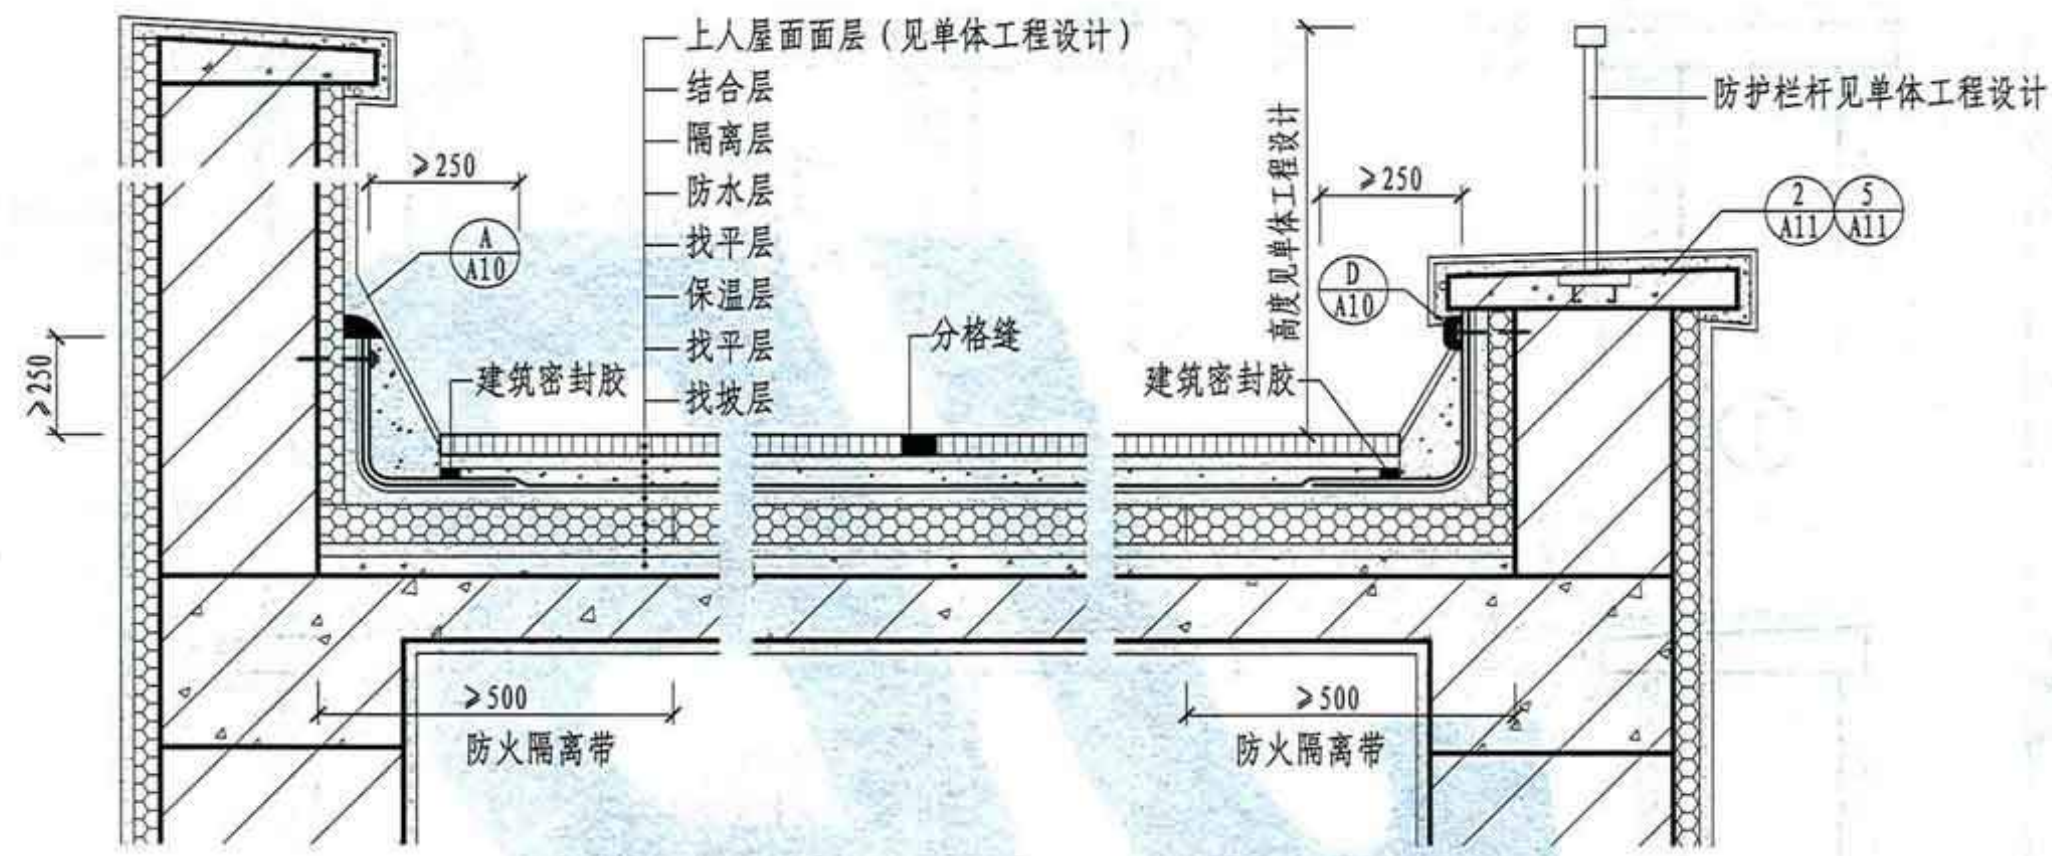 上人屋面面层（见单体工程设计）
结合层
隔离层
防水层
找平层
保温层
找平层
找坡层
≥250
A
A10
≥250
建筑密封胶
分格缝
建筑密封胶
高度见单体工程设计
≥250
D
A10
防护栏杆见单体工程设计
2
A11
5
A11
≥500
防火隔离带
≥500
防火隔离带